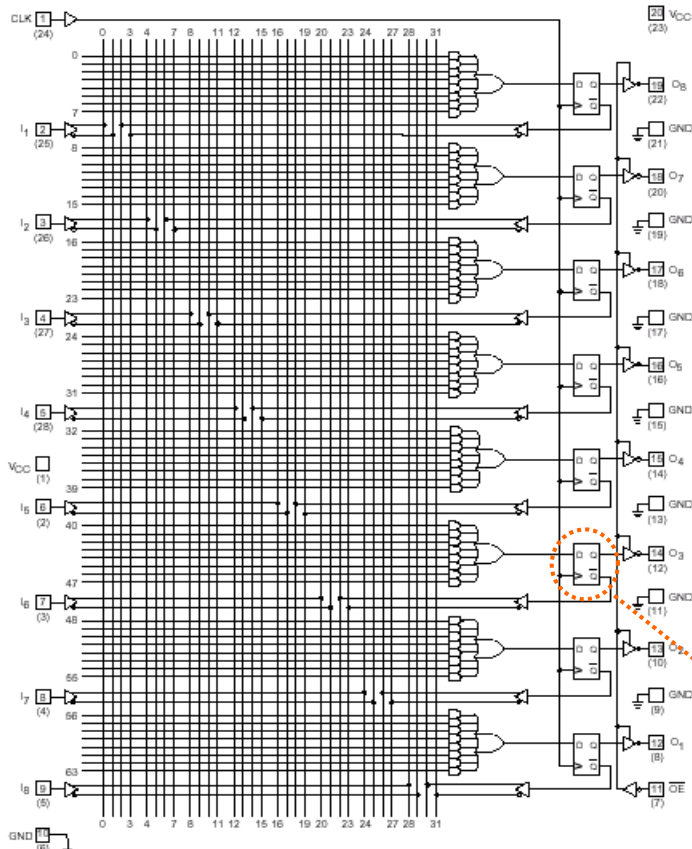 CLK 1 (24)
20 VCC (23)
0 3 4 7 8 11 12 15 16 19 20 23 24 27 28 31
0
D Q
Q
19 O8
(22)
7
I1 2
(25)
GND
(21)
8
D Q
Q
18 O7
(20)
15
I2 3
(26)
GND
(19)
16
D Q
Q
17 O6
(18)
23
I3 4
(27)
GND
(17)
24
D Q
Q
16 O5
(16)
31
I4 5
(28)
GND
(15)
32
VCC
(1)
D Q
Q
15 O4
(14)
39
I5 6
(2)
GND
(13)
40
D Q
Q
14 O3
(12)
47
I6 7
(3)
GND
(11)
48
D Q
Q
13 O2
(10)
55
I7 8
(4)
GND
(9)
56
D Q
Q
12 O1
(8)
63
I8 9
(5)
11 OE
(7)
0 3 4 7 8 11 12 15 16 19 20 23 24 27 28 31
GND 10
(6)